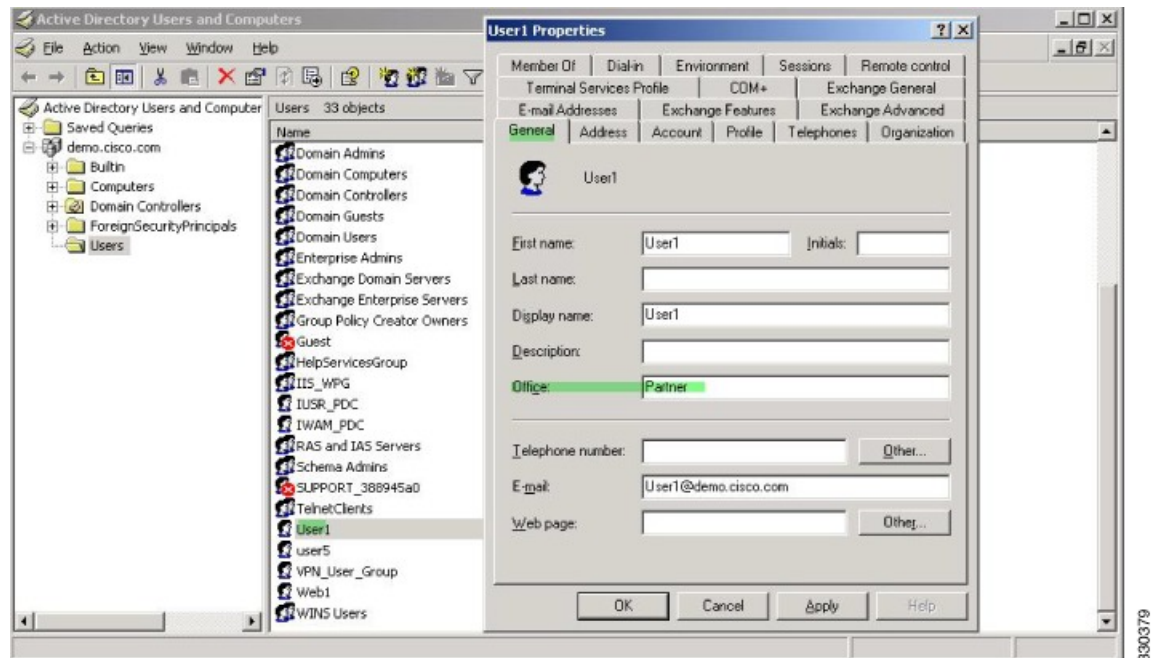 Active Directory Users and Computers
File Action View Window Help
Active Directory Users and Computer
Saved Queries
demo.cisco.com
Builtin
Computers
Domain Controllers
ForeignSecurityPrincipals
Users
Users 33 objects
Name
Domain Admins
Domain Computers
Domain Controllers
Domain Guests
Domain Users
Enterprise Admins
Exchange Domain Servers
Exchange Enterprise Servers
Group Policy Creator Owners
Guest
HelpServicesGroup
IIS_WPG
IUSR_PDC
IWAM_PDC
RAS and IAS Servers
Schema Admins
SUPPORT_388945a0
TelnetClients
User1
user5
VPN_User_Group
Web1
WINS Users
User1 Properties
Member Of Dial-in Environment Sessions Remote control
Terminal Services Profile COM+ Exchange General
E-mail Addresses Exchange Features Exchange Advanced
General Address Account Profile Telephones Organization
User1
First name: User1 Initials:
Last name:
Display name: User1
Description:
Office: Partner
Telephone number: Other...
E-mail: User1@demo.cisco.com
Web page: Other...
OK Cancel Apply Help
330379